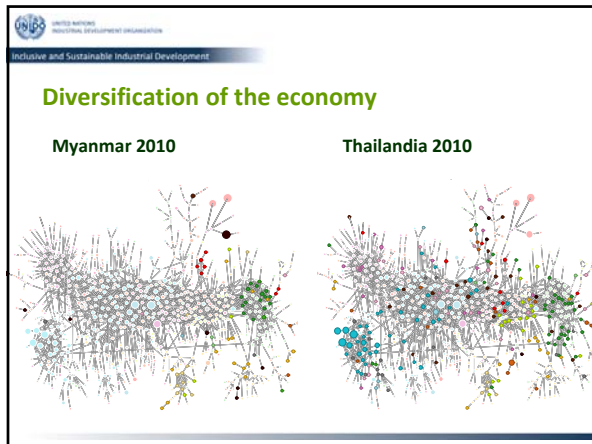 UNITED NATIONS
INDUSTRIAL DEVELOPMENT ORGANIZATION
Inclusive and Sustainable Industrial Development
Diversification of the economy
Myanmar 2010
Thailandia 2010